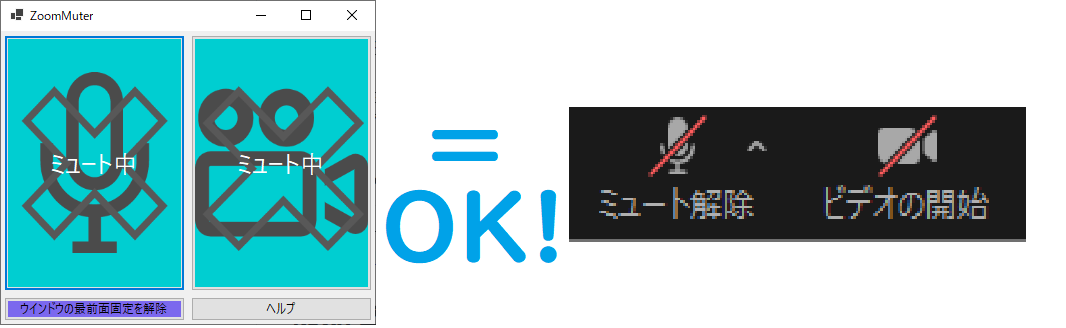 ZoomMuter
ミュート中
ミュート中
ウインドウの最前面固定を解除
ヘルプ
=
OK!
ミュート解除
ビデオの開始